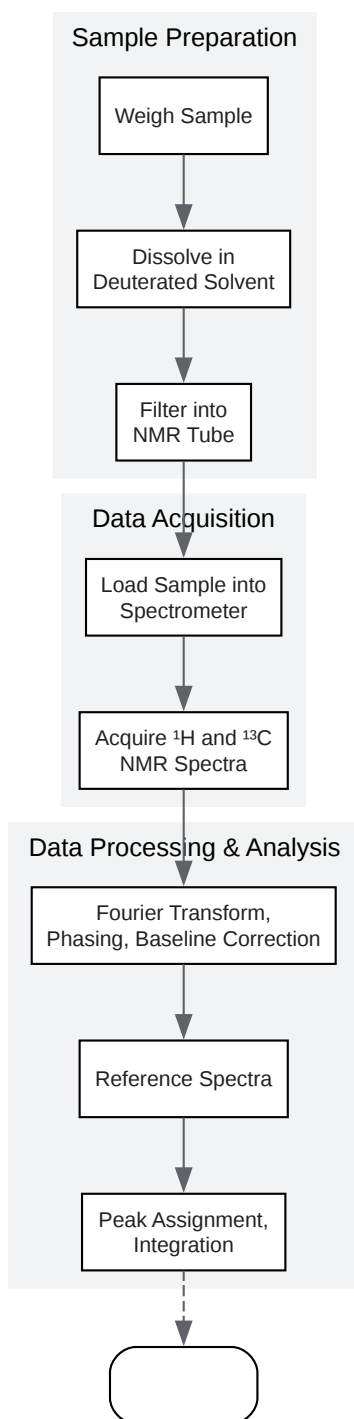 Sample Preparation
Weigh Sample
Dissolve in
Deuterated Solvent
Filter into
NMR Tube
Data Acquisition
Load Sample into
Spectrometer
Acquire ¹H and ¹³C
NMR Spectra
Data Processing & Analysis
Fourier Transform,
Phasing, Baseline Correction
Reference Spectra
Peak Assignment,
Integration